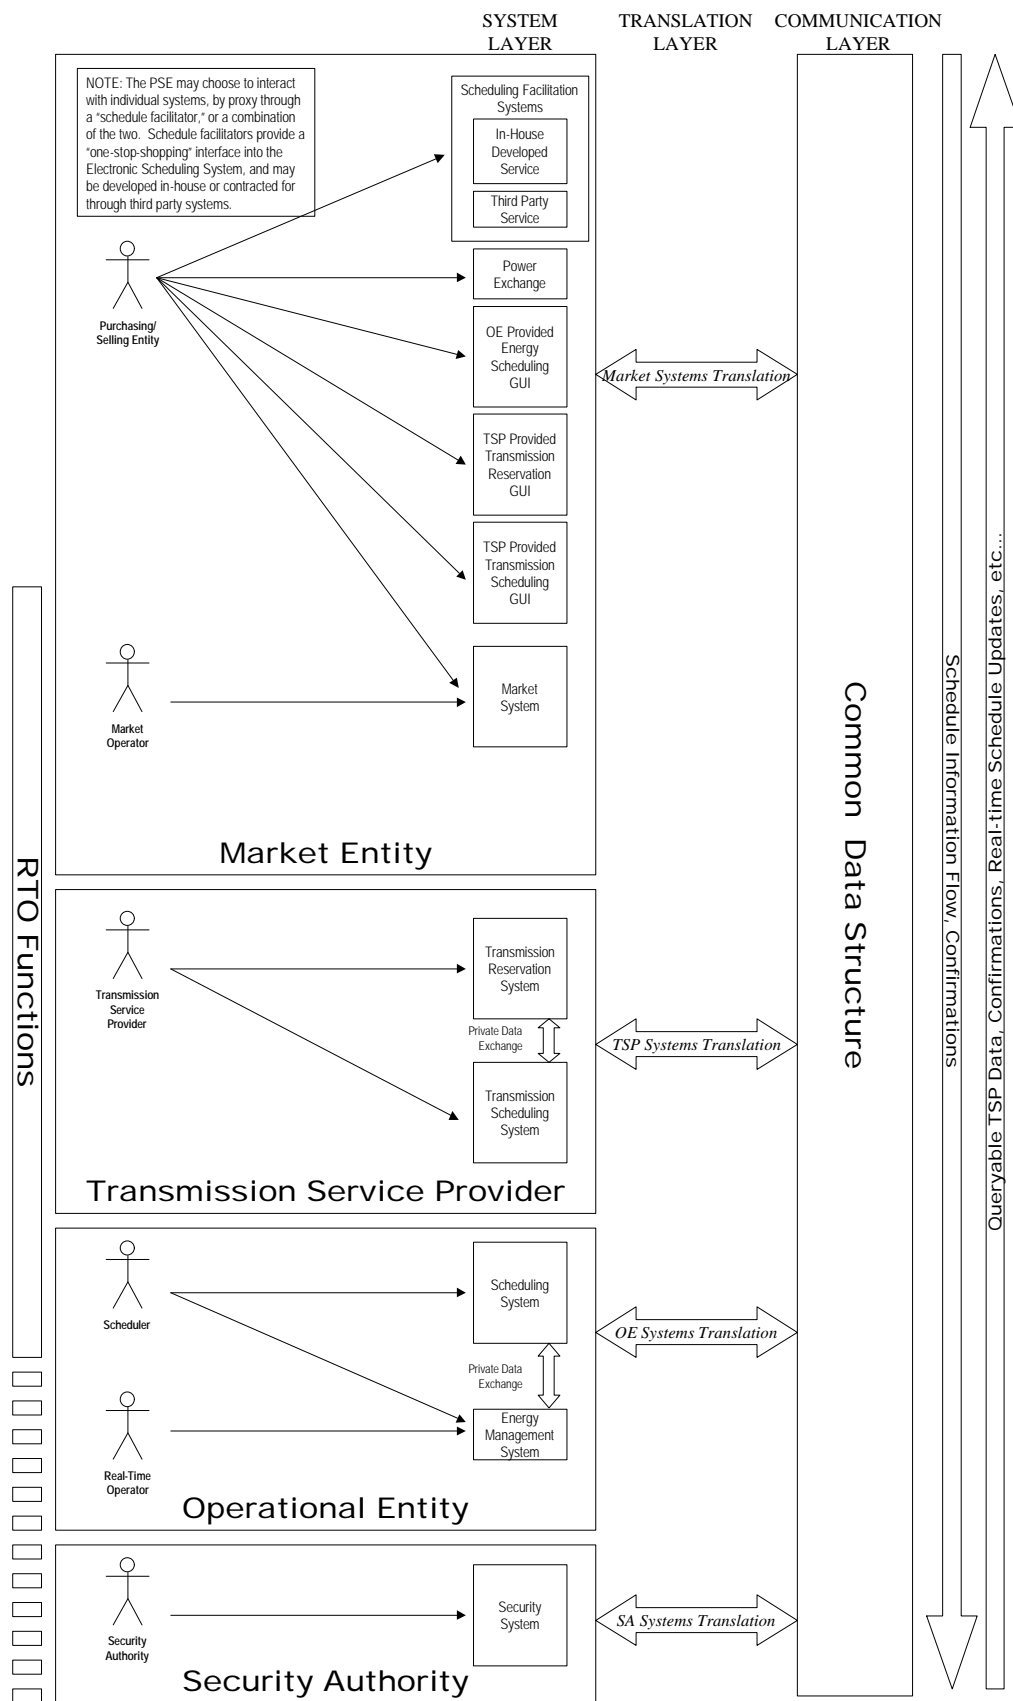 SYSTEM
LAYER
TRANSLATION
LAYER
COMMUNICATION
LAYER
NOTE: The PSE may choose to interact
with individual systems, by proxy through
a “schedule facilitator,” or a combination
of the two.  Schedule facilitators provide a
“one-stop-shopping” interface into the
Electronic Scheduling System, and may
be developed in-house or contracted for
through third party systems.
Scheduling Facilitation
Systems
In-House
Developed
Service
Third Party
Service
Purchasing/
Selling Entity
Power
Exchange
OE Provided
Energy
Scheduling
GUI
Market Systems Translation
TSP Provided
Transmission
Reservation
GUI
TSP Provided
Transmission
Scheduling
GUI
Market
Operator
Market
System
Market Entity
RTO Functions
Common Data Structure
Schedule Information Flow, Confirmations
Queryable TSP Data, Confirmations, Real-time Schedule Updates, etc...
Transmission
Service
Provider
Transmission
Reservation
System
Private Data
Exchange
TSP Systems Translation
Transmission
Scheduling
System
Transmission Service Provider
Scheduler
Scheduling
System
OE Systems Translation
Private Data
Exchange
Real-Time
Operator
Energy
Management
System
Operational Entity
Security
Authority
Security
System
SA Systems Translation
Security Authority